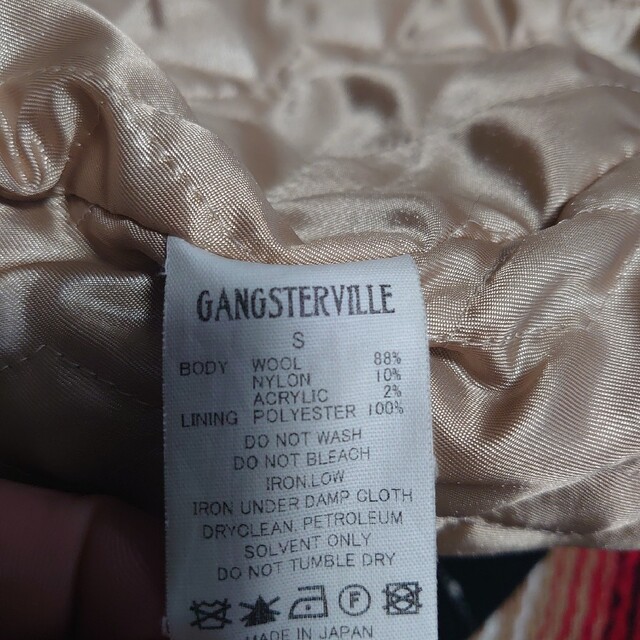 GANGSTERVILLE
S
BODY WOOL 88%
NYLON 10%
ACRYLIC 2%
LINING POLYESTER 100%
DO NOT WASH
DO NOT BLEACH
IRON,LOW
IRON UNDER DAMP CLOTH
DRYCLEAN, PETROLEUM
SOLVENT ONLY
DO NOT TUMBLE DRY
F
MADE IN JAPAN